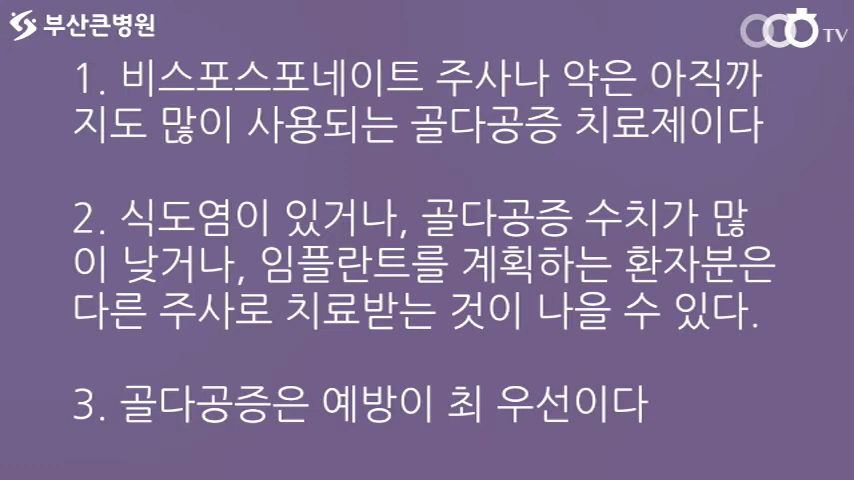 부산큰병원
TV
1. 비스포스포네이트 주사나 약은 아직까
지도 많이 사용되는 골다공증 치료제이다
2. 식도염이 있거나, 골다공증 수치가 많
이 낮거나, 임플란트를 계획하는 환자분은
다른 주사로 치료받는 것이 나을 수 있다.
3. 골다공증은 예방이 최 우선이다